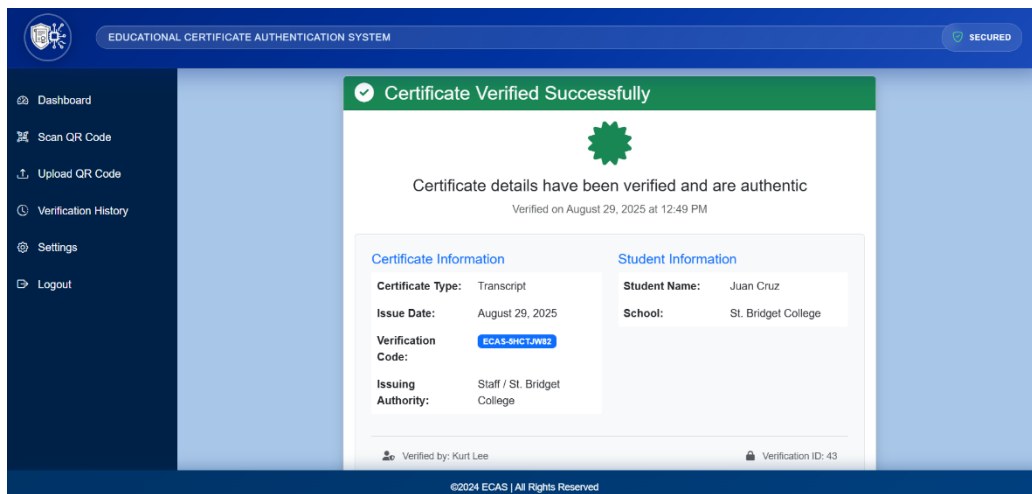 EDUCATIONAL CERTIFICATE AUTHENTICATION SYSTEM
SECURED
Dashboard
Scan QR Code
Upload QR Code
Verification History
Settings
Logout
Certificate Verified Successfully
Certificate details have been verified and are authentic
Verified on August 29, 2025 at 12:49 PM
Certificate Information
Certificate Type: Transcript
Issue Date: August 29, 2025
Verification Code: ECAS-5HCTJW82
Issuing Authority: Staff / St. Bridget College
Student Information
Student Name: Juan Cruz
School: St. Bridget College
Verified by: Kurt Lee
Verification ID: 43
©2024 ECAS | All Rights Reserved